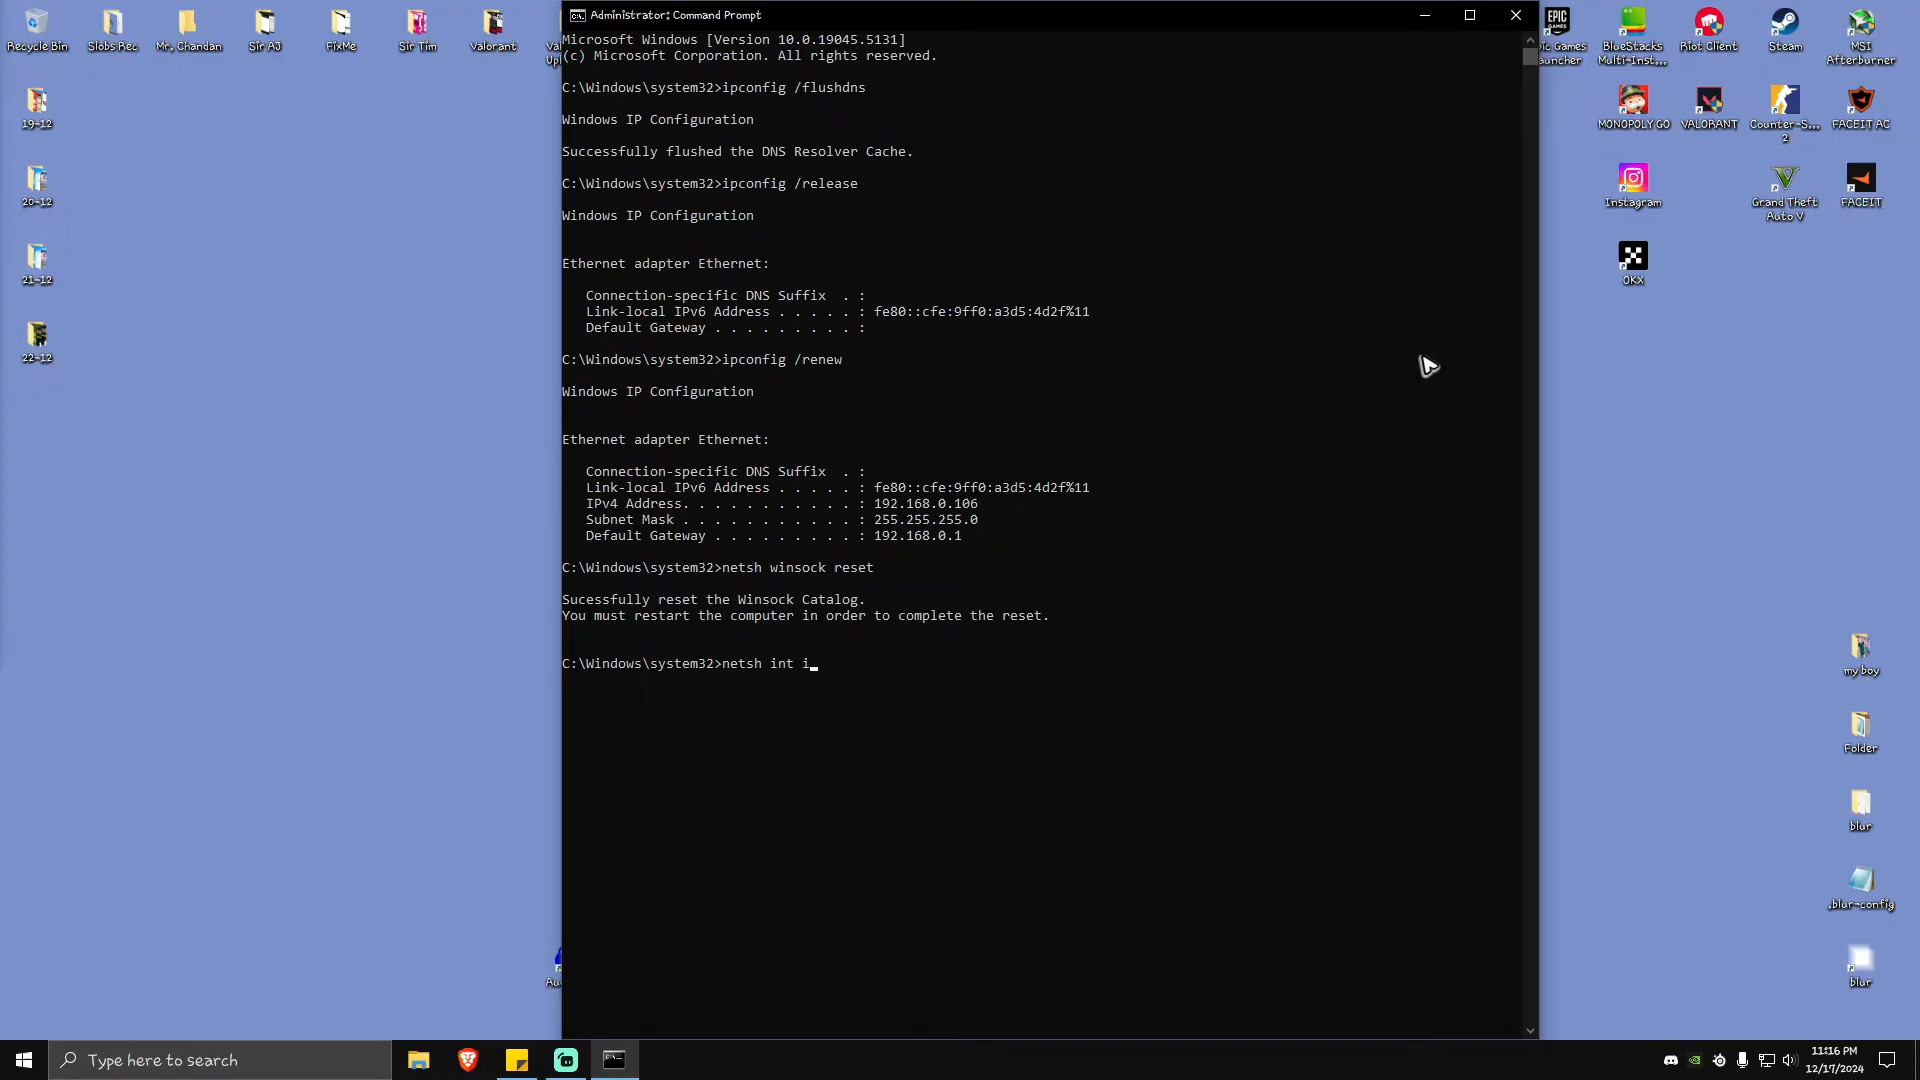 Administrator: Command Prompt
Microsoft Windows [Version 10.0.19045.5131]
(c) Microsoft Corporation. All rights reserved.
C:\Windows\system32>ipconfig /flushdns
Windows IP Configuration
Successfully flushed the DNS Resolver Cache.
C:\Windows\system32>ipconfig /release
Windows IP Configuration
Ethernet adapter Ethernet:
Connection-specific DNS Suffix  . :
Link-local IPv6 Address . . . . . : fe80::cfe:9ff0:a3d5:4d2f%11
Default Gateway . . . . . . . . . :
C:\Windows\system32>ipconfig /renew
Windows IP Configuration
Ethernet adapter Ethernet:
Connection-specific DNS Suffix  . :
Link-local IPv6 Address . . . . . : fe80::cfe:9ff0:a3d5:4d2f%11
IPv4 Address. . . . . . . . . . . : 192.168.0.106
Subnet Mask . . . . . . . . . . . : 255.255.255.0
Default Gateway . . . . . . . . . : 192.168.0.1
C:\Windows\system32>netsh winsock reset
Sucessfully reset the Winsock Catalog.
You must restart the computer in order to complete the reset.
C:\Windows\system32>netsh int i_
Recycle Bin
Slobs Rec
Mr. Chandan
Sir AJ
FixMe
Sir Tim
Valorant
19-12
20-12
21-12
22-12
EPIC GAMES
ic Games
auncher
BlueStacks
Multi-Inst...
Riot Client
Steam
MSI
Afterburner
MONOPOLY GO
VALORANT
Counter-S...
2
FACEIT AC
Instagram
Grand Theft
Auto V
FACEIT
OKX
my boy
Folder
blur
.blur-config
blur
Type here to search
11:16 PM
12/17/2024